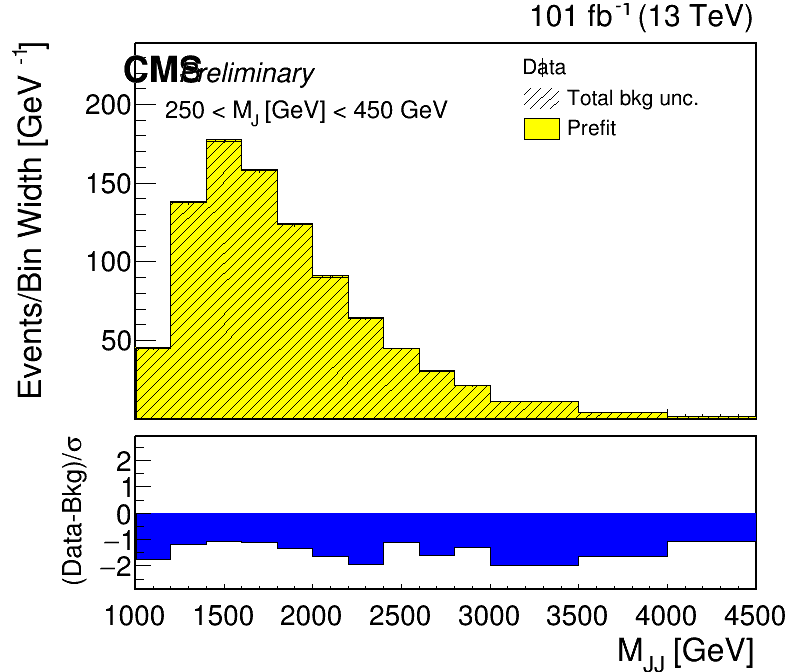 101 fb⁻¹ (13 TeV)
CMS Preliminary
250 < M_J [GeV] < 450 GeV
Data
Total bkg unc.
Prefit
Events/Bin Width [GeV⁻¹]
200
150
100
50
(Data-Bkg)/σ
2
1
0
−1
−2
1000 1500 2000 2500 3000 3500 4000 4500
M_JJ [GeV]